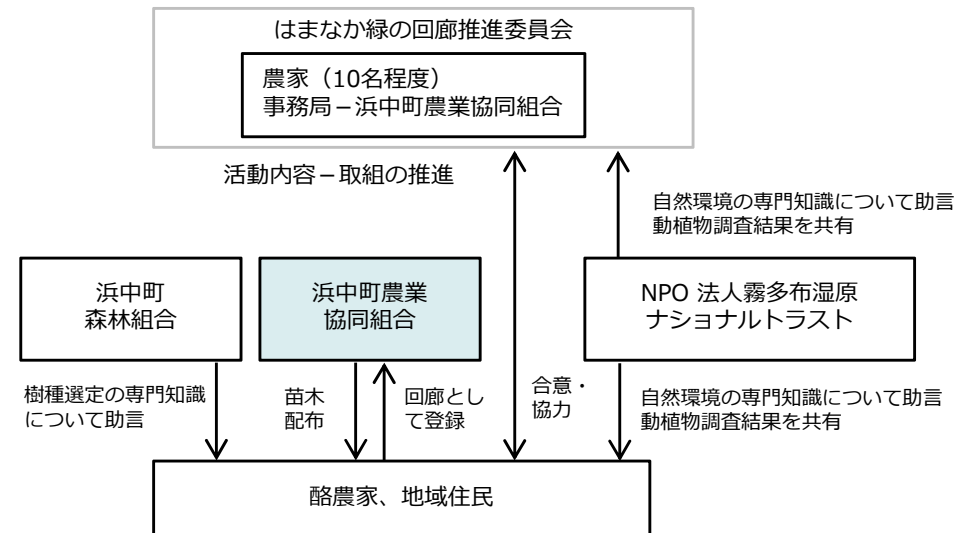 はまなか緑の回廊推進委員会
農家（10名程度）
事務局－浜中町農業協同組合
活動内容－取組の推進
自然環境の専門知識について助言
動植物調査結果を共有
浜中町
森林組合
浜中町農業
協同組合
NPO 法人霧多布湿原
ナショナルトラスト
樹種選定の専門知識
について助言
苗木
配布
回廊とし
て登録
合意・
協力
自然環境の専門知識について助言
動植物調査結果を共有
酪農家、地域住民